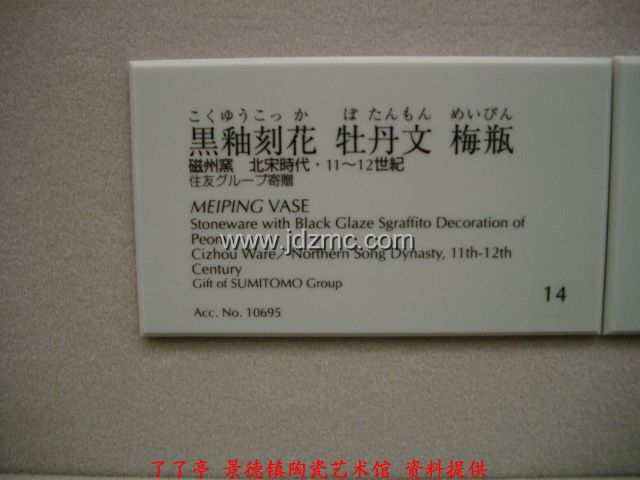 こくゆうこっか ぼたんもん めいびん
黒釉刻花 牡丹文 梅瓶
磁州窯 北宋時代・11〜12世紀
住友グループ寄贈
MEIPING VASE
Stoneware with Black Glaze Sgraffito Decoration of
Peony
www.jdzmc.com
Cizhou Ware／Northern Song Dynasty, 11th-12th
Century
Gift of SUMITOMO Group
14
Acc. No. 10695
了了亭 景德镇陶瓷艺术馆 资料提供